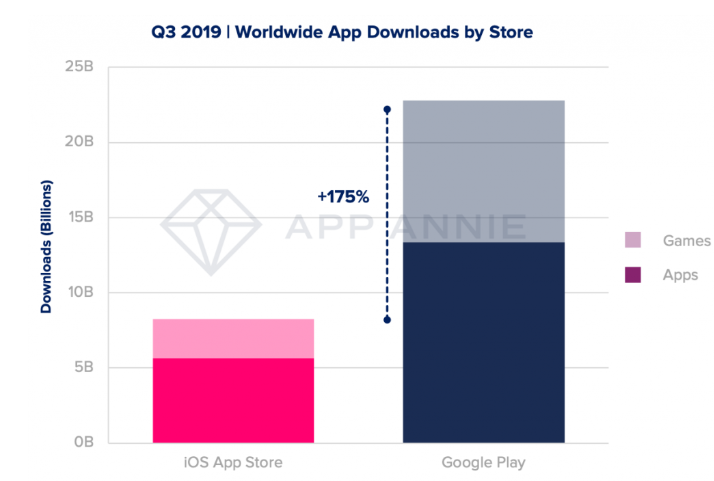 Q3 2019 | Worldwide App Downloads by Store
25B
20B
15B
10B
5B
0B
Downloads (Billions)
+175%
APP ANNIE
Games
Apps
iOS App Store
Google Play